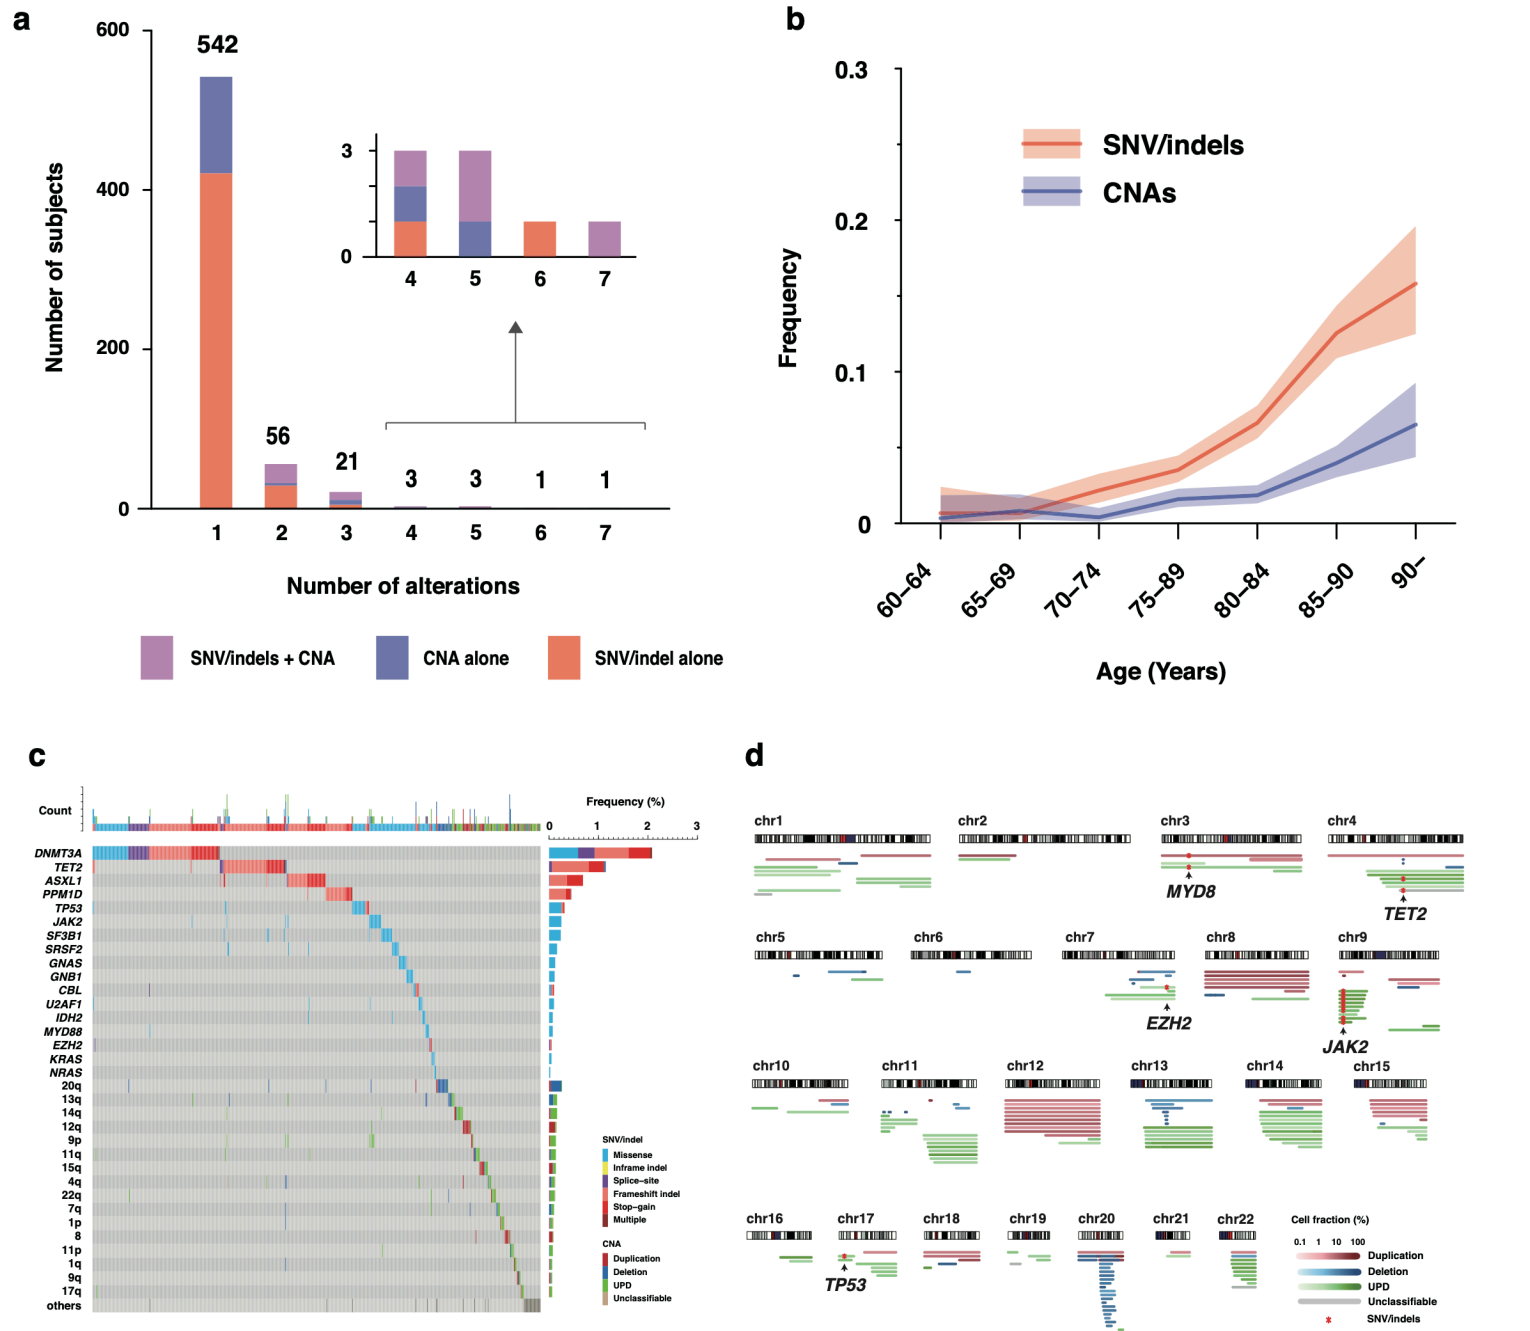 a
600
400
200
0
Number of subjects
542
56
21
3
3
1
1
1
2
3
4
5
6
7
Number of alterations
3
0
4
5
6
7
SNV/indels + CNA
CNA alone
SNV/indel alone
b
0.3
0.2
0.1
0
Frequency
SNV/indels
CNAs
60–64
65–69
70–74
75–89
80–84
85–90
90–
Age (Years)
c
Count
Frequency (%)
0 1 2 3
DNMT3A
TET2
ASXL1
PPM1D
TP53
JAK2
SF3B1
SRSF2
GNAS
GNB1
CBL
U2AF1
IDH2
MYD88
EZH2
KRAS
NRAS
20q
13q
14q
12q
9p
11q
15q
4q
22q
7q
1p
8
11p
1q
9q
17q
others
SNV/indel
Missense
Inframe indel
Splice–site
Frameshift indel
Stop–gain
Multiple
CNA
Duplication
Deletion
UPD
Unclassifiable
d
chr1 chr2 chr3 chr4
MYD8
TET2
chr5 chr6 chr7 chr8 chr9
EZH2
JAK2
chr10 chr11 chr12 chr13 chr14 chr15
chr16 chr17 chr18 chr19 chr20 chr21 chr22
TP53
Cell fraction (%)
0.1 1 10 100
Duplication
Deletion
UPD
Unclassifiable
SNV/indels